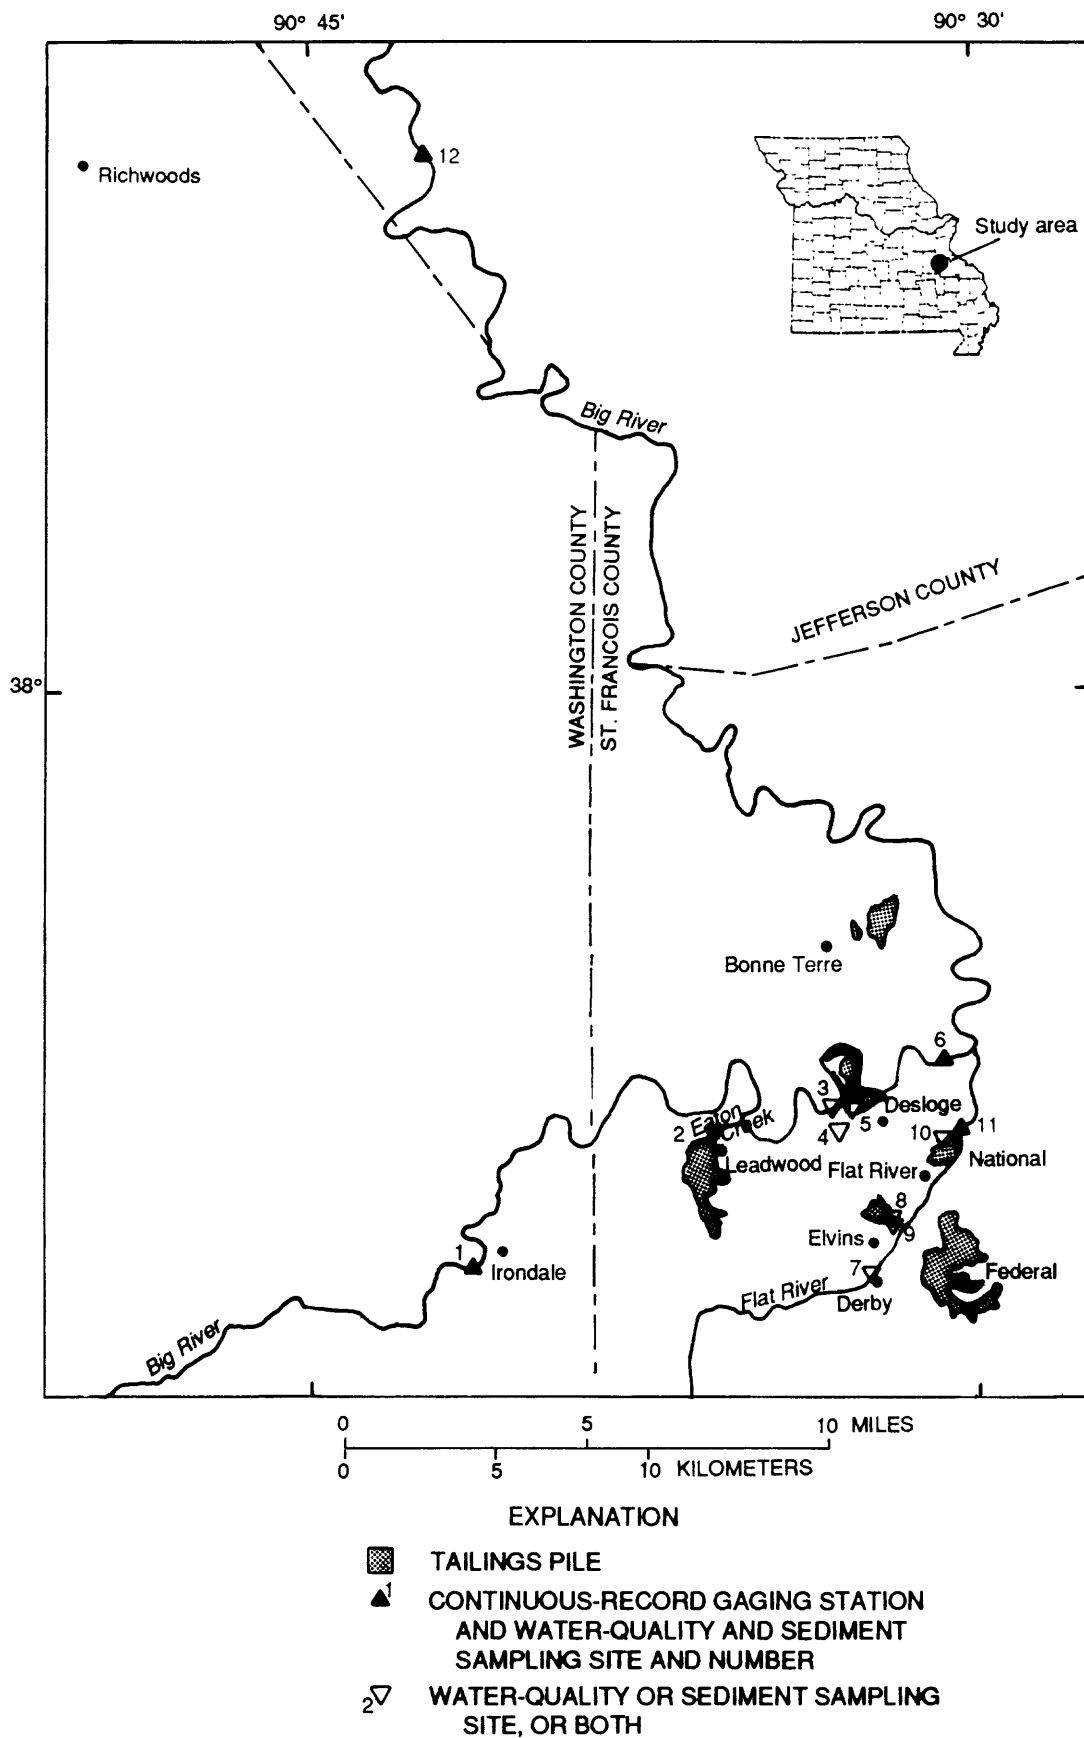 90° 45'
90° 30'
12
Richwoods
Study area
Big River
WASHINGTON COUNTY
ST. FRANCOIS COUNTY
JEFFERSON COUNTY
38°
Bonne Terre
6
3
Desloge
2 Eaton
Creek
4
5
10
11
Leadwood
Flat River
National
8
9
Elvins
1
Irondale
7
Federal
Flat River
Derby
Big River
0 5 10 MILES
0 5 10 KILOMETERS
EXPLANATION
TAILINGS PILE
1 CONTINUOUS-RECORD GAGING STATION
AND WATER-QUALITY AND SEDIMENT
SAMPLING SITE AND NUMBER
2 WATER-QUALITY OR SEDIMENT SAMPLING
SITE, OR BOTH